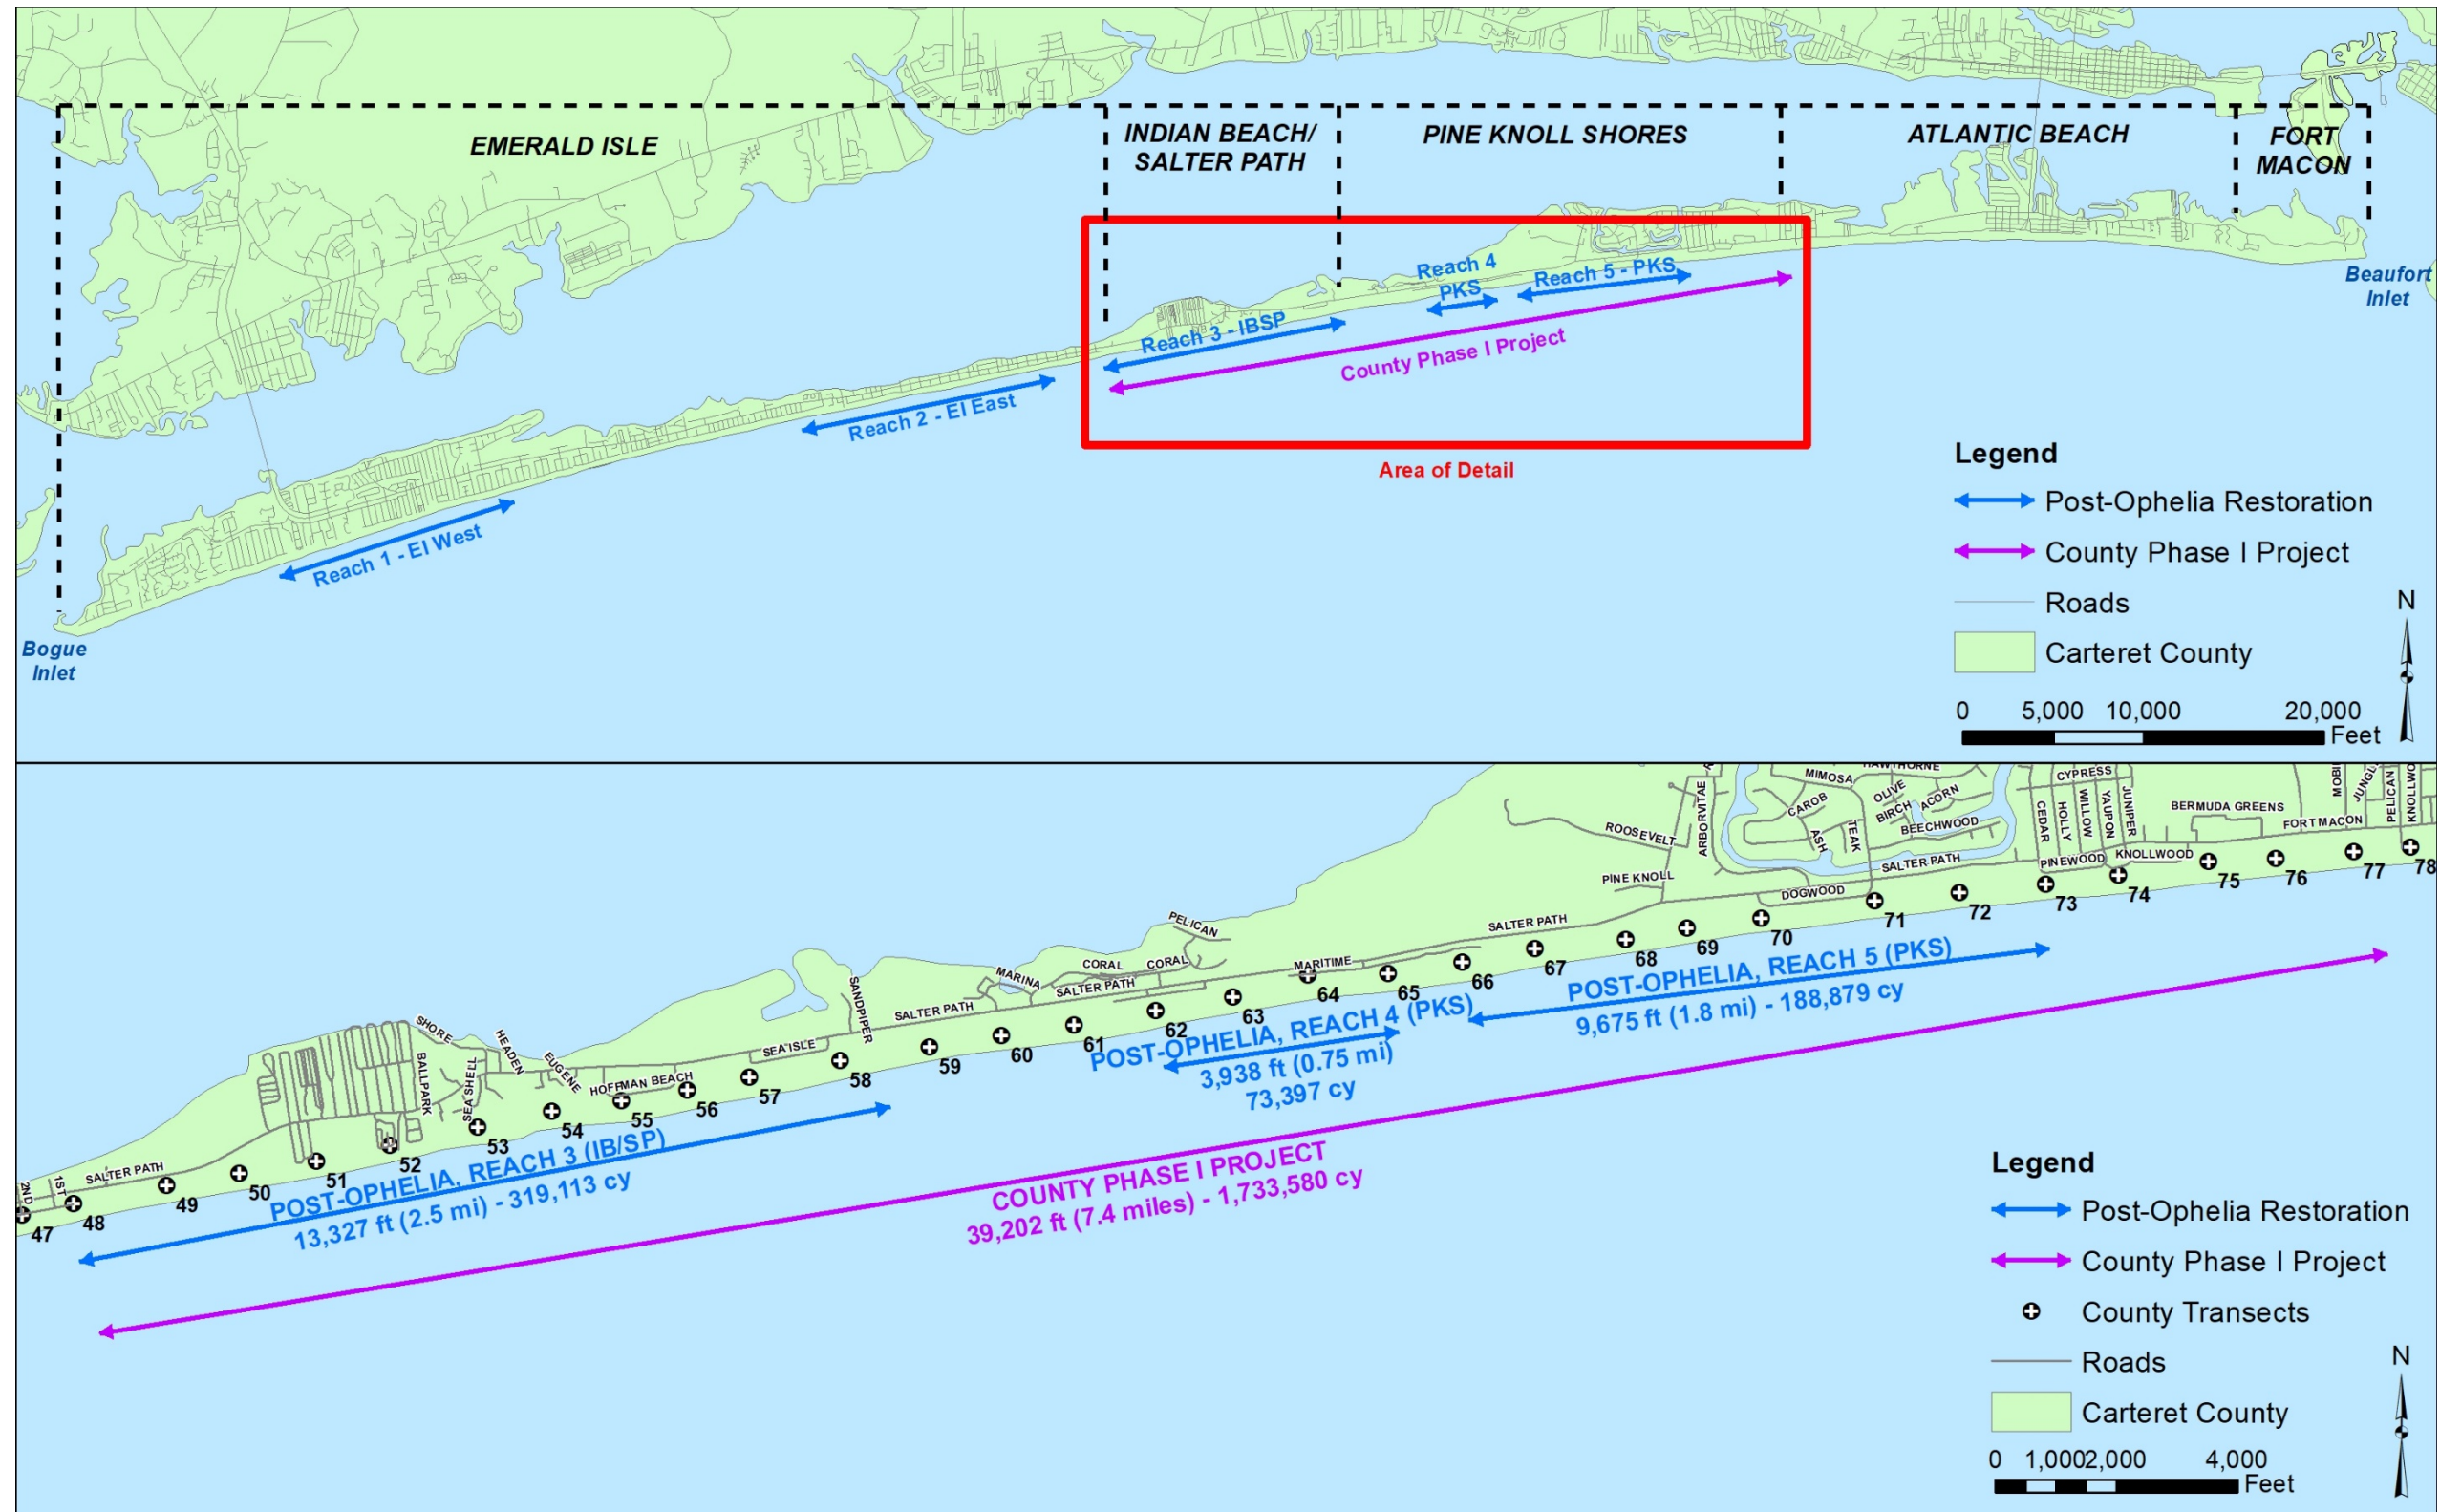 EMERALD ISLE
INDIAN BEACH/
SALTER PATH
PINE KNOLL SHORES
ATLANTIC BEACH
FORT
MACON
Beaufort
Inlet
Reach 4
PKS
Reach 5 - PKS
Reach 3 - IBSP
County Phase I Project
Reach 2 - EI East
Area of Detail
Reach 1 - EI West
Bogue
Inlet
Legend
Post-Ophelia Restoration
County Phase I Project
Roads
Carteret County
N
0 5,000 10,000 20,000
Feet
MIMOSA
HAWTHORNE
CAROB
OLIVE
BIRCH
ACORN
ASH
TEAK
BEECHWOOD
ARBORVITAE
ROOSEVELT
PINE KNOLL
DOGWOOD
SALTER PATH
CYPRESS
CEDAR
HOLLY
WILLOW
YAUPON
JUNIPER
PINEWOOD
KNOLLWOOD
BERMUDA GREENS
FORT MACON
MOBI
JUNGL
PELICAN
KNOLLWO
SALTER PATH
PELICAN
MARITIME
CORAL
CORAL
MARINA
SALTER PATH
SALTER PATH
SANDPIPER
SEA ISLE
SHORE
HEADEN
EUGENE
HOFFMAN BEACH
BALLPARK
SEA SHELL
SALTER PATH
1ST
2ND
47
48
49
50
51
52
53
54
55
56
57
58
59
60
61
62
63
64
65
66
67
68
69
70
71
72
73
74
75
76
77
78
POST-OPHELIA, REACH 3 (IB/SP)
13,327 ft (2.5 mi) - 319,113 cy
POST-OPHELIA, REACH 4 (PKS)
3,938 ft (0.75 mi)
73,397 cy
POST-OPHELIA, REACH 5 (PKS)
9,675 ft (1.8 mi) - 188,879 cy
COUNTY PHASE I PROJECT
39,202 ft (7.4 miles) - 1,733,580 cy
Legend
Post-Ophelia Restoration
County Phase I Project
County Transects
Roads
Carteret County
N
0 1,000 2,000 4,000
Feet